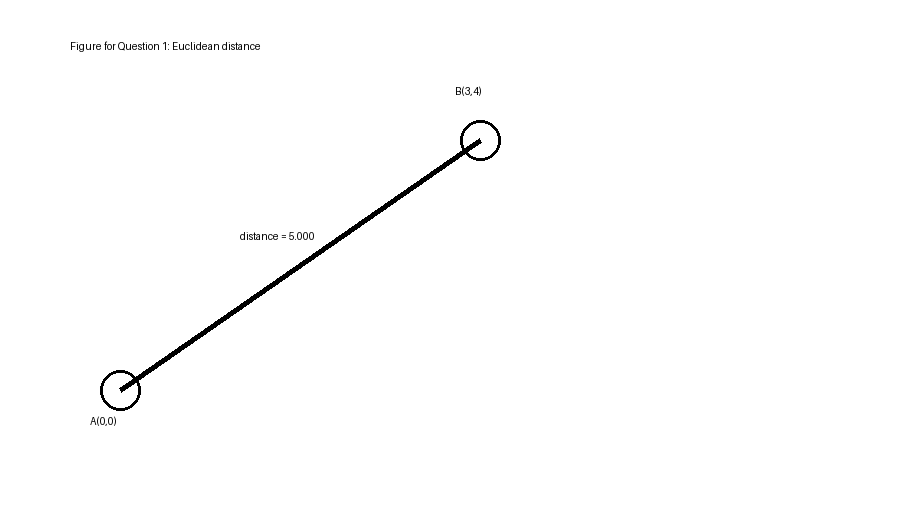 Figure for Question 1: Euclidean distance
B(3,4)
distance = 5.000
A(0,0)